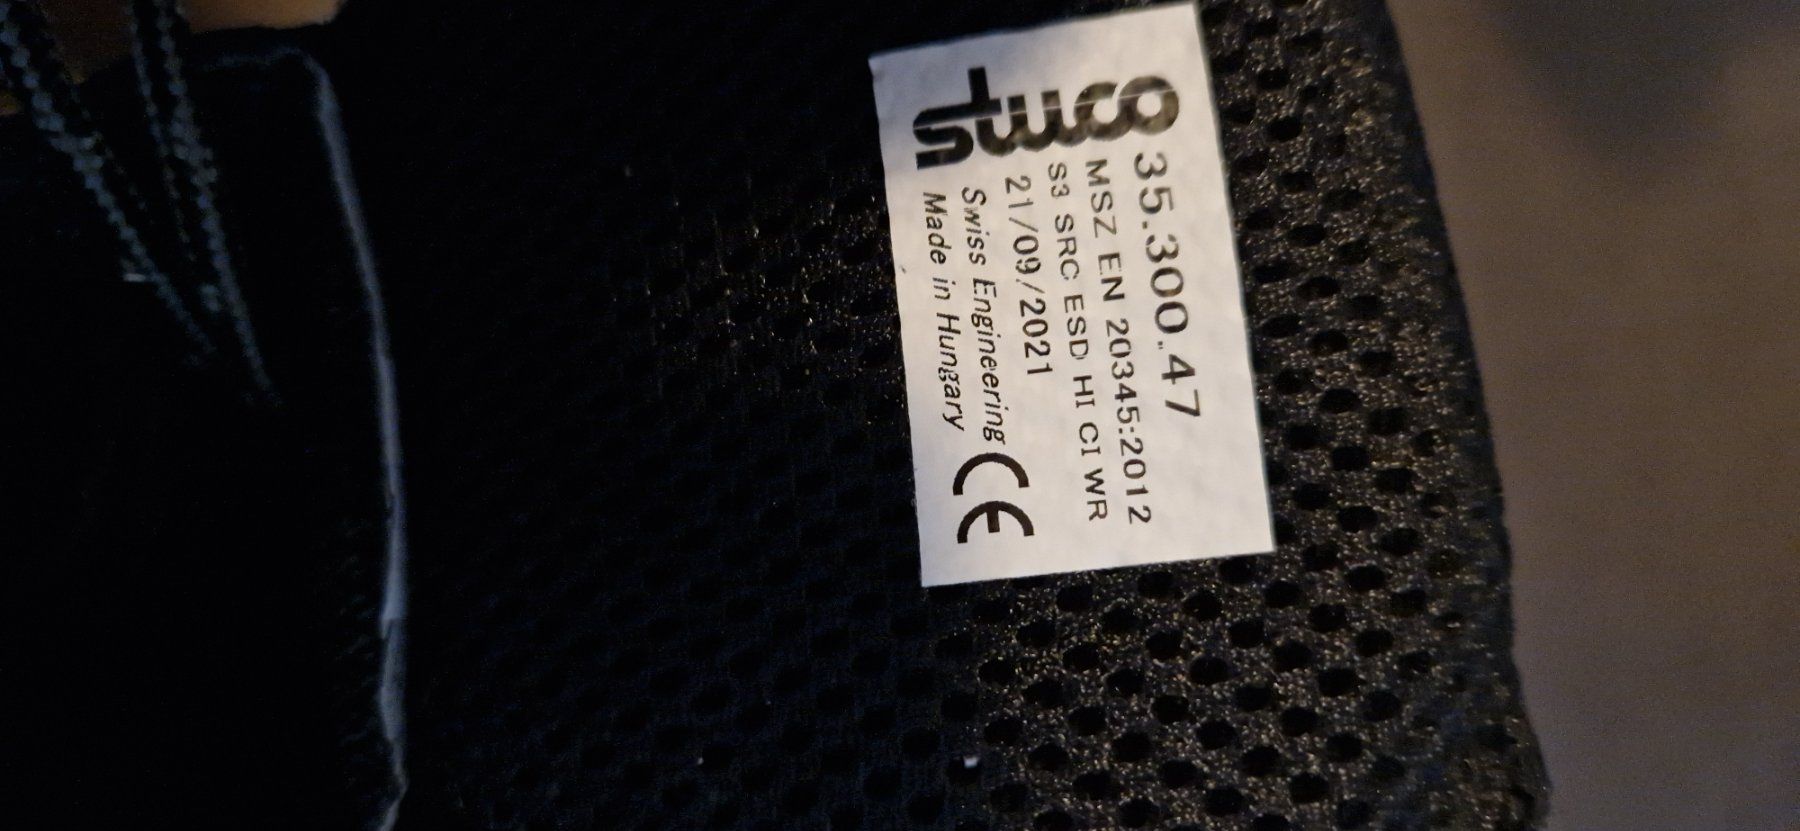 stuco
35.300.47
MSZ EN 20345:2012
S3 SRC ESD HI CI WR
21/09/2021
Swiss Engineering
Made in Hungary
CE